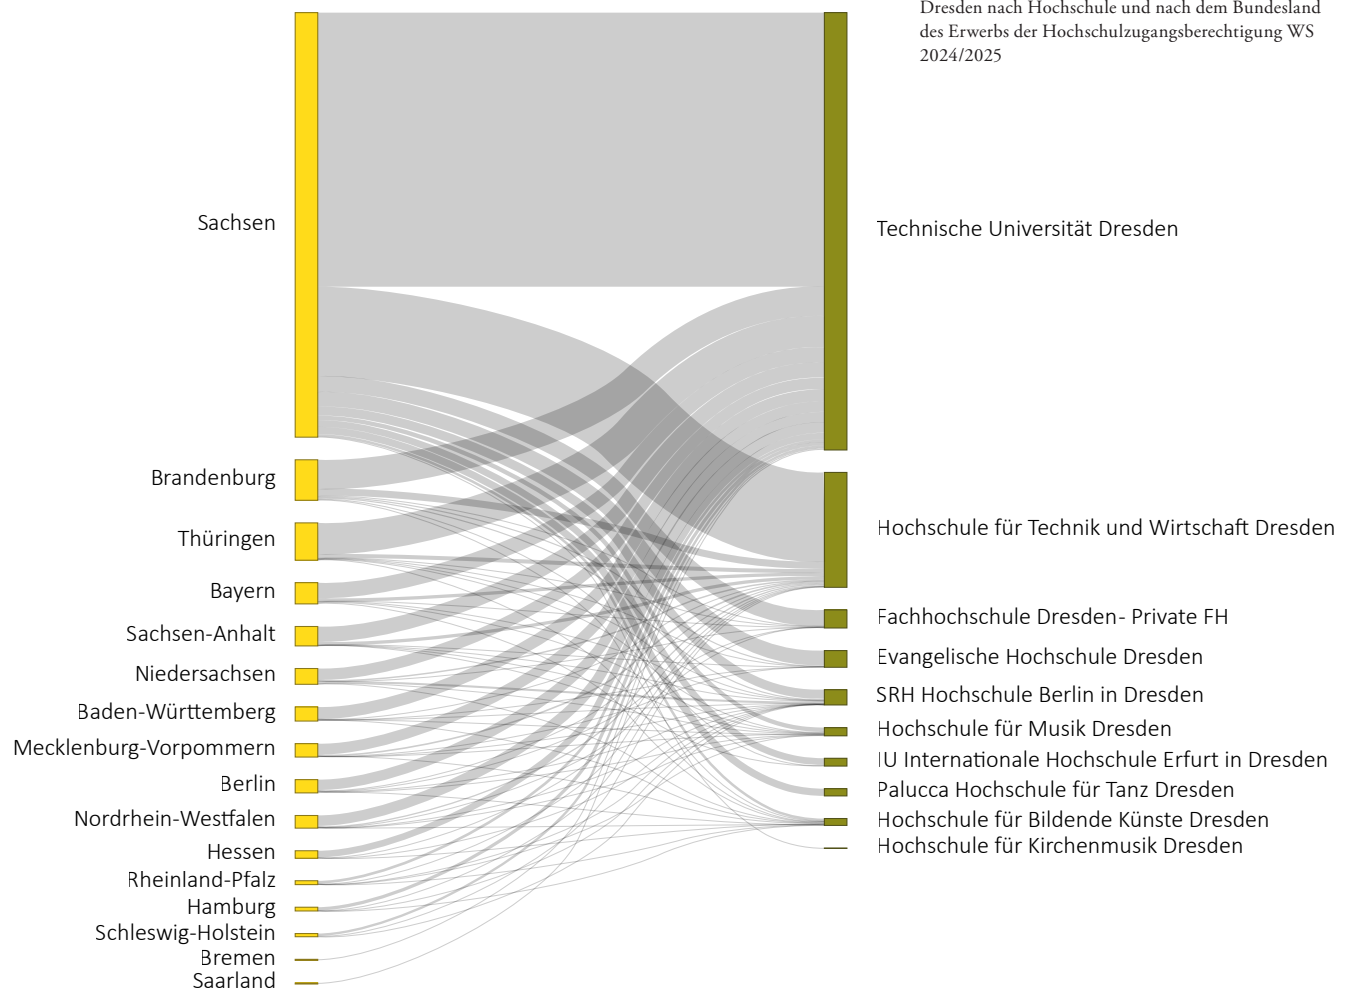 Dresden nach Hochschule und nach dem Bundesland
des Erwerbs der Hochschulzugangsberechtigung WS
2024/2025
Sachsen
Brandenburg
Thüringen
Bayern
Sachsen-Anhalt
Niedersachsen
Baden-Württemberg
Mecklenburg-Vorpommern
Berlin
Nordrhein-Westfalen
Hessen
Rheinland-Pfalz
Hamburg
Schleswig-Holstein
Bremen
Saarland
Technische Universität Dresden
Hochschule für Technik und Wirtschaft Dresden
Fachhochschule Dresden- Private FH
Evangelische Hochschule Dresden
SRH Hochschule Berlin in Dresden
Hochschule für Musik Dresden
IU Internationale Hochschule Erfurt in Dresden
Palucca Hochschule für Tanz Dresden
Hochschule für Bildende Künste Dresden
Hochschule für Kirchenmusik Dresden